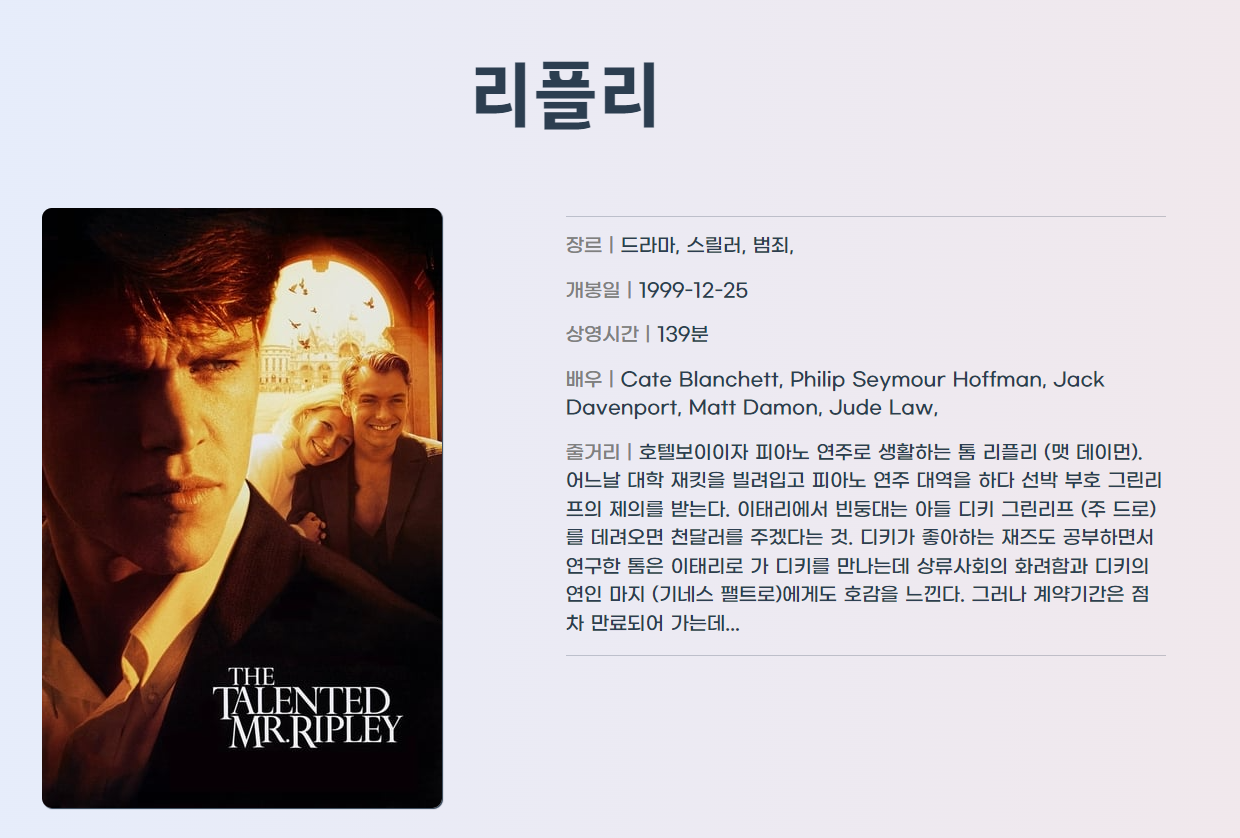 리플리
장르 | 드라마, 스릴러, 범죄,
개봉일 | 1999-12-25
상영시간 | 139분
배우 | Cate Blanchett, Philip Seymour Hoffman, Jack
Davenport, Matt Damon, Jude Law,
줄거리 | 호텔보이이자 피아노 연주로 생활하는 톰 리플리 (맷 데이먼).
어느날 대학 재킷을 빌려입고 피아노 연주 대역을 하다 선박 부호 그린리
프의 제의를 받는다. 이태리에서 빈둥대는 아들 디키 그린리프 (주 드로)
를 데려오면 천달러를 주겠다는 것. 디키가 좋아하는 재즈도 공부하면서
연구한 톰은 이태리로 가 디키를 만나는데 상류사회의 화려함과 디키의
연인 마지 (기네스 팰트로)에게도 호감을 느낀다. 그러나 계약기간은 점
차 만료되어 가는데...
THE
TALENTED
MR. RIPLEY